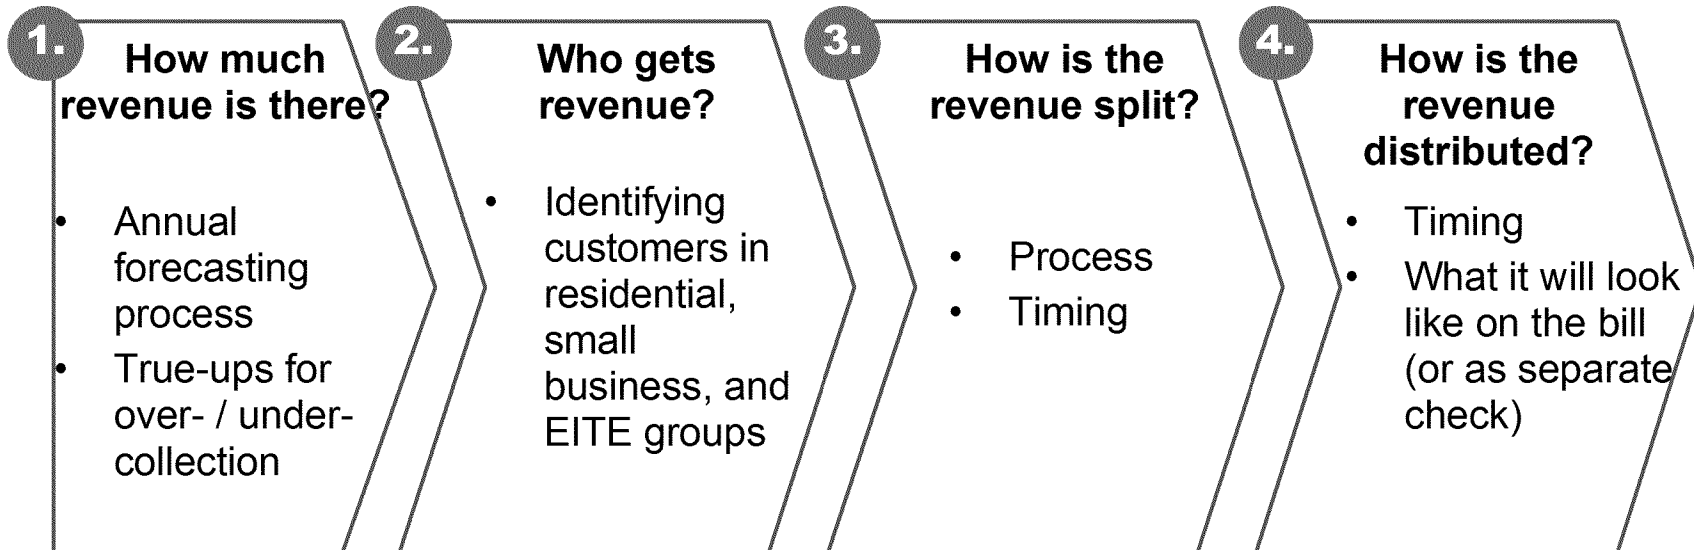 1.
How much
revenue is there?
• Annual
forecasting
process
• True-ups for
over- / under-
collection
2.
Who gets
revenue?
• Identifying
customers in
residential,
small
business, and
EITE groups
3.
How is the
revenue split?
• Process
• Timing
4.
How is the
revenue
distributed?
• Timing
• What it will look
like on the bill
(or as separate
check)